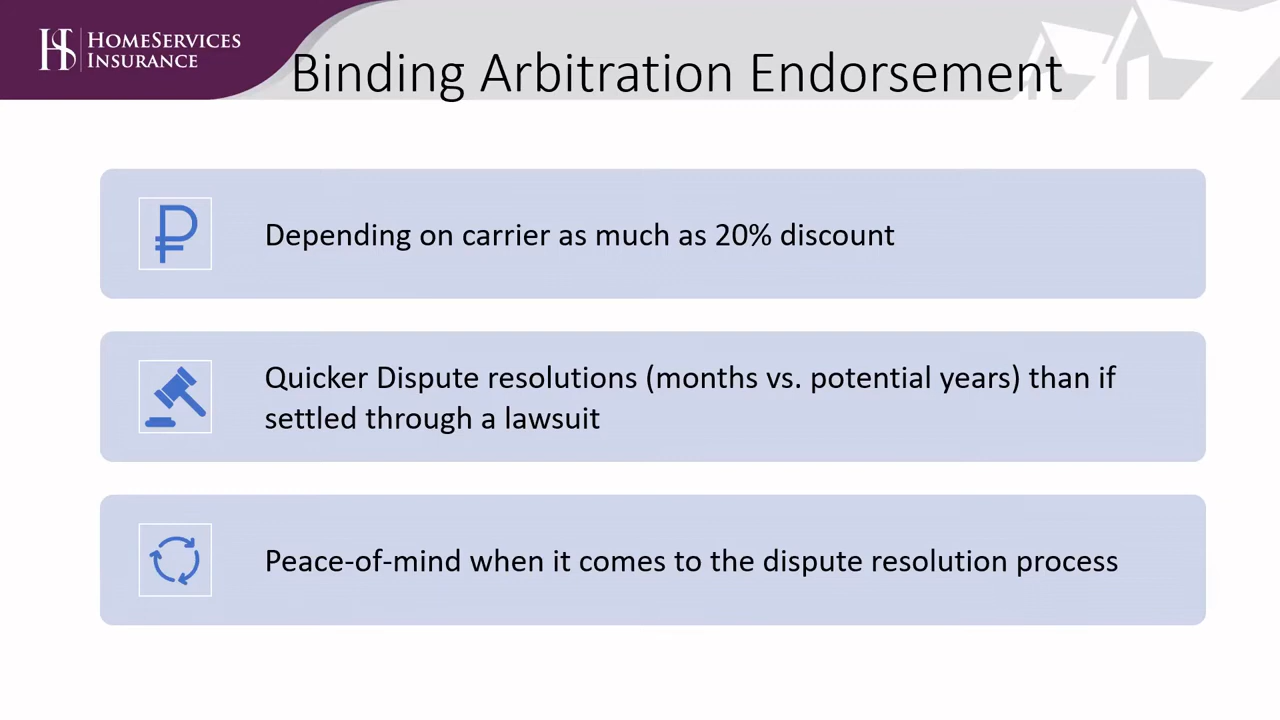 HS HomeServices
Insurance
Binding Arbitration Endorsement
₽
Depending on carrier as much as 20% discount
Quicker Dispute resolutions (months vs. potential years) than if
settled through a lawsuit
Peace-of-mind when it comes to the dispute resolution process